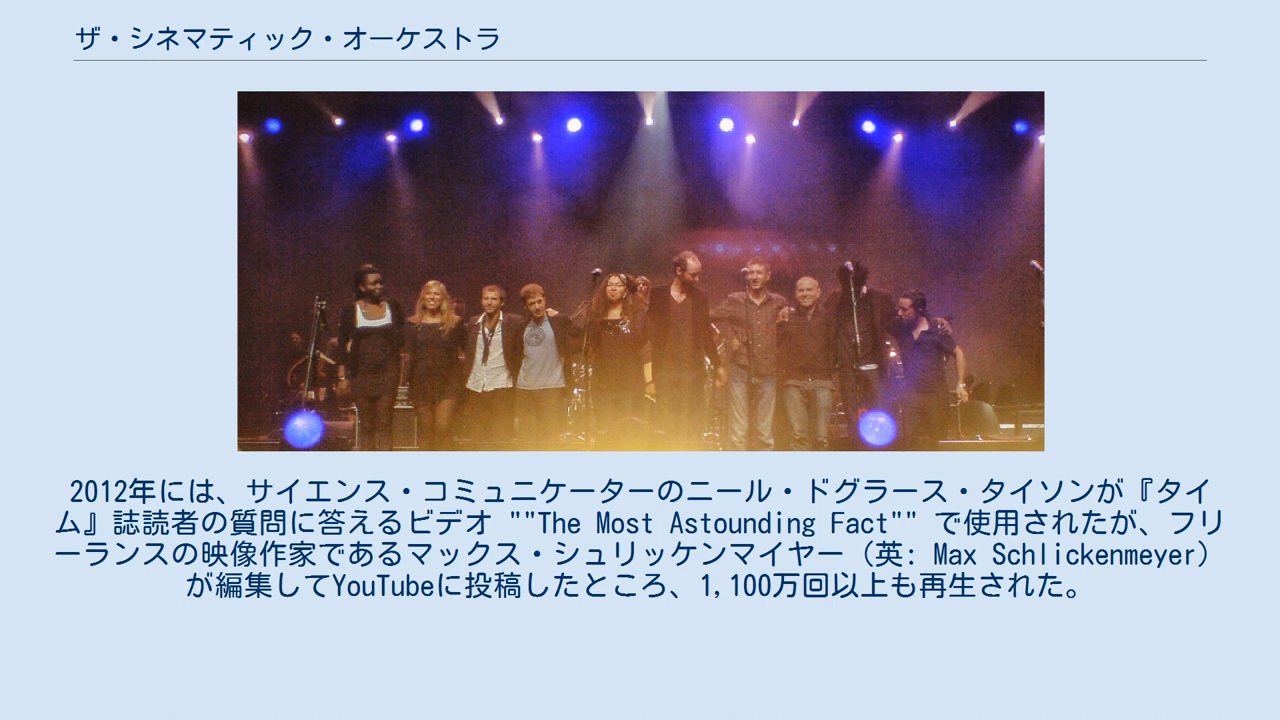 ザ・シネマティック・オーケストラ
2012年には、サイエンス・コミュニケーターのニール・ドグラース・タイソンが『タイ
ム』誌読者の質問に答えるビデオ ""The Most Astounding Fact"" で使用されたが、フリ
ーランスの映像作家であるマックス・シュリッケンマイヤー（英: Max Schlickenmeyer）
が編集してYouTubeに投稿したところ、1,100万回以上も再生された。